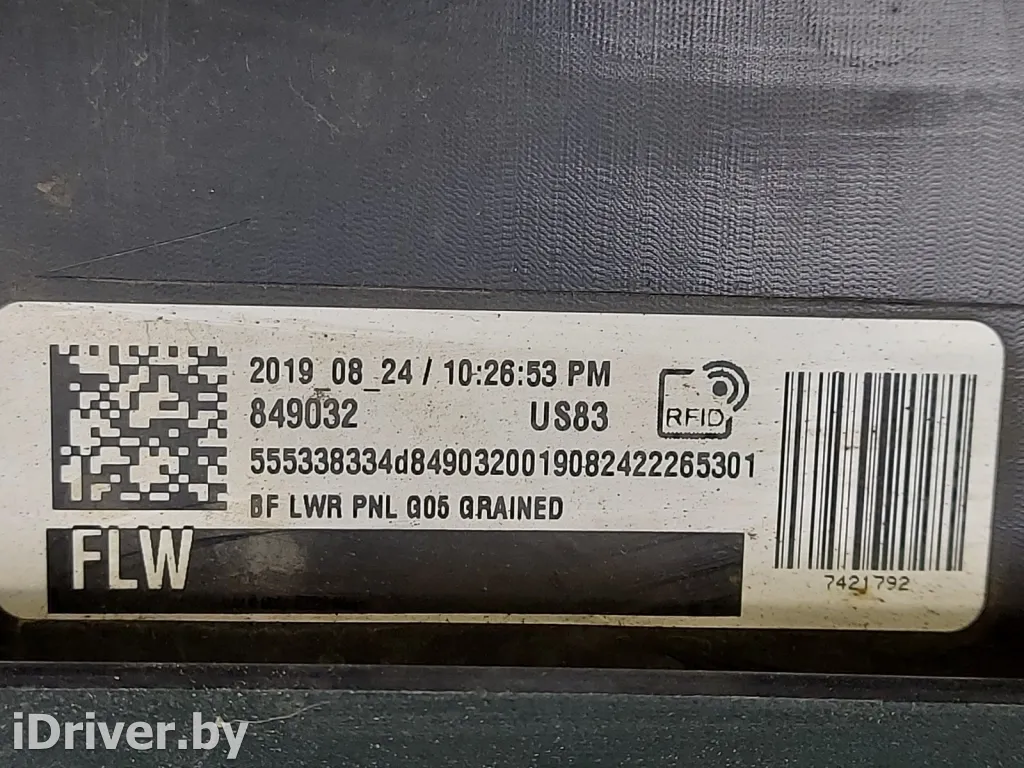 2019_08_24 / 10:26:53 PM
849032 US83
RFID
555338334d8490320019082422265301
BF LWR PNL G05 GRAINED
FLW
7421792
iDriver.by